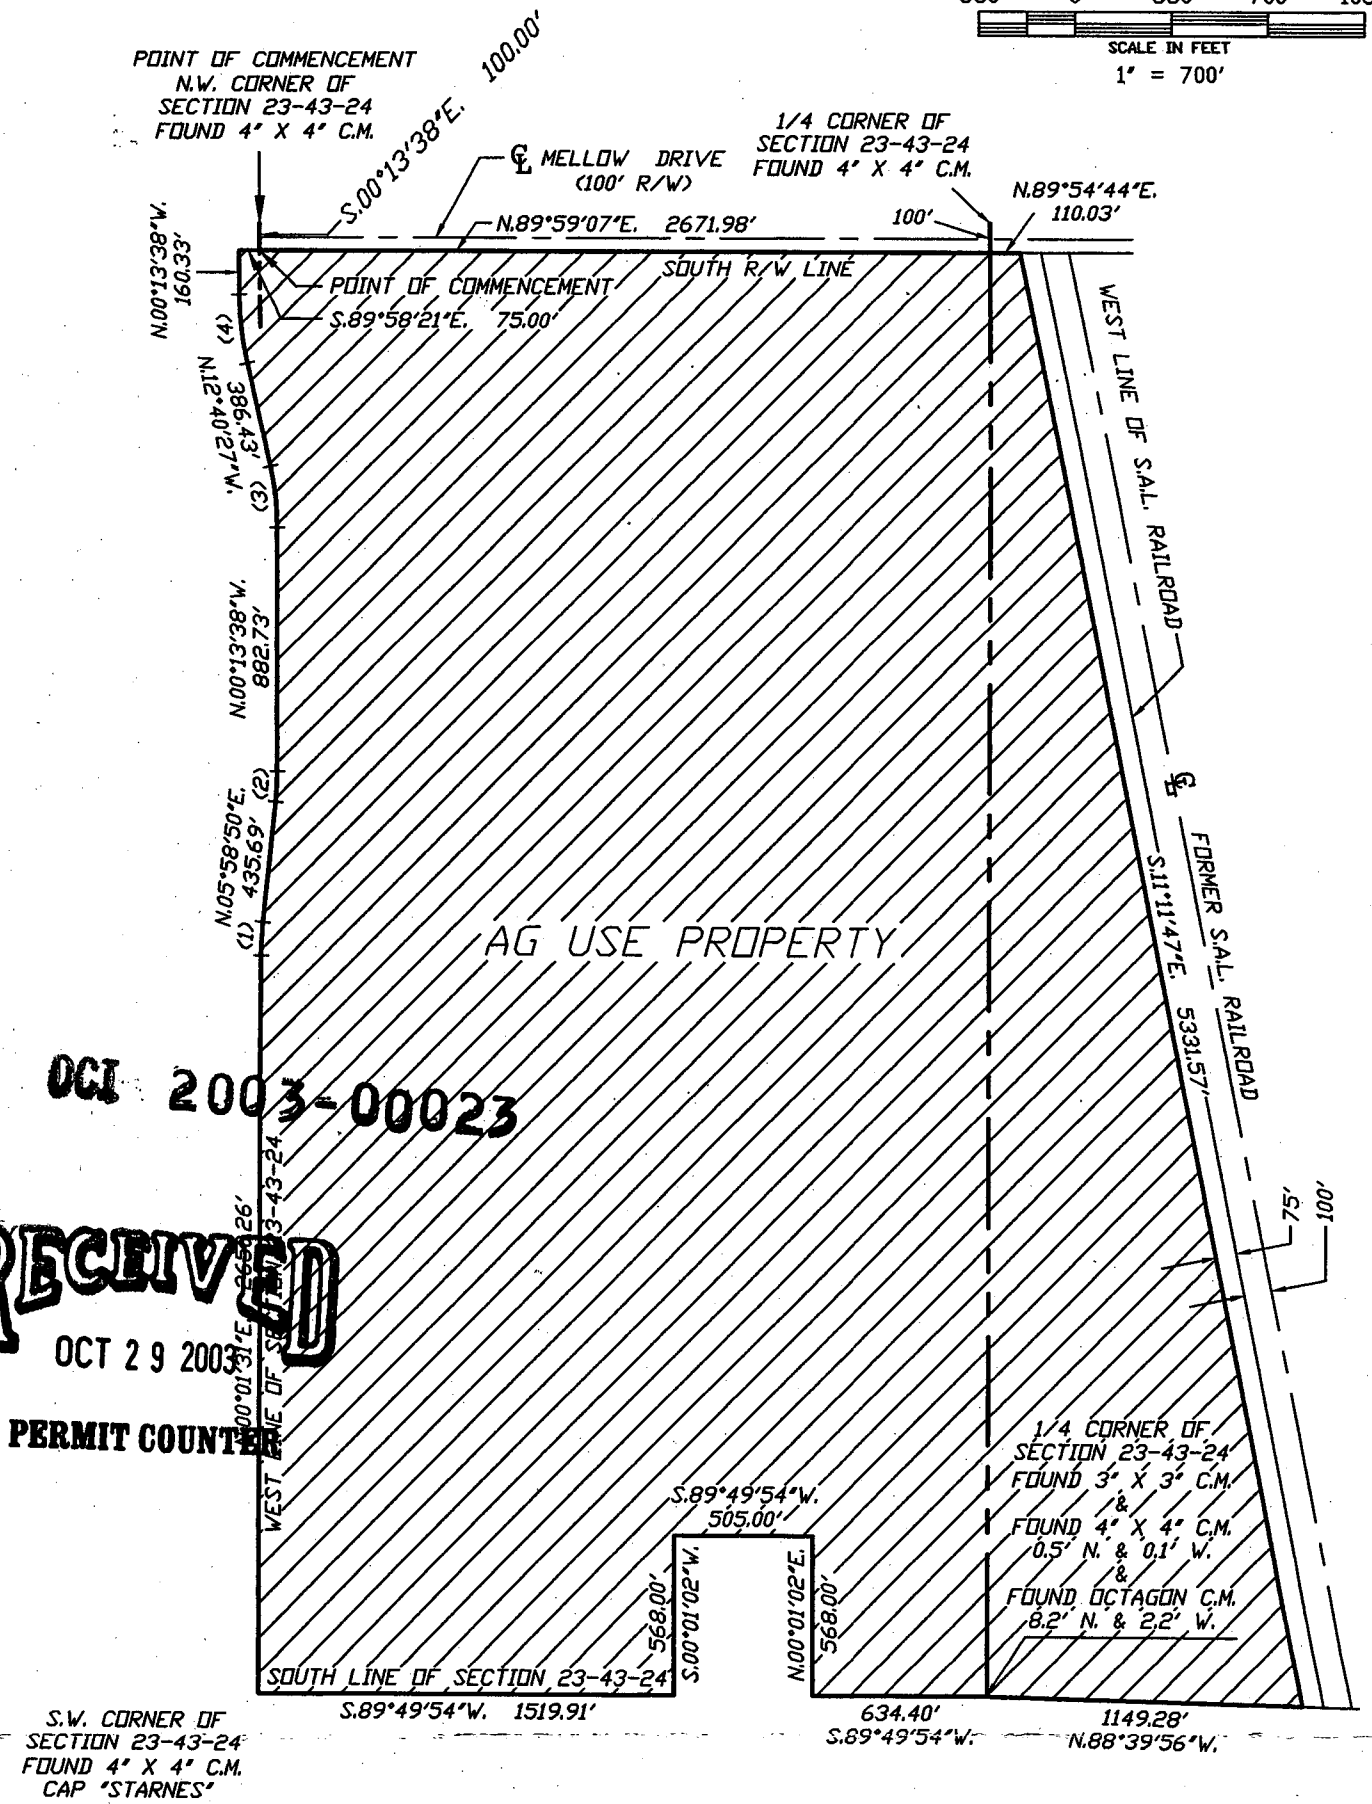 SCALE IN FEET
1" = 700'
POINT OF COMMENCEMENT
N.W. CORNER OF
SECTION 23-43-24
FOUND 4" X 4" C.M.
S.00°13'38"E. 100.00'
℄ MELLOW DRIVE
(100' R/W)
1/4 CORNER OF
SECTION 23-43-24
FOUND 4" X 4" C.M.
N.89°54'44"E.
110.03'
N.89°59'07"E. 2671.98'
100'
SOUTH R/W LINE
POINT OF COMMENCEMENT
S.89°58'21"E. 75.00'
N.00°13'38"W.
160.33'
(4)
386.43'
N.12°40'27"W.
(3)
N.00°13'38"W.
882.73'
(2)
N.05°58'50"E.
435.69'
(1)
WEST LINE OF S.A.L. RAILROAD
℄ FORMER S.A.L. RAILROAD
S.11°11'47"E. 5331.57'
AG USE PROPERTY
OCI 2003-00023
RECEIVED
OCT 29 2003
PERMIT COUNTER
WEST LINE OF SECTION 23-43-24
75'
100'
S.89°49'54"W.
505.00'
568.00'
S.00°01'02"W.
N.00°01'02"E.
568.00'
1/4 CORNER OF
SECTION 23-43-24
FOUND 3" X 3" C.M.
&
FOUND 4" X 4" C.M.
0.5' N. & 0.1' W.
&
FOUND OCTAGON C.M.
8.2' N. & 2.2' W.
SOUTH LINE OF SECTION 23-43-24
S.89°49'54"W. 1519.91'
634.40'
S.89°49'54"W.
1149.28'
N.88°39'56"W.
S.W. CORNER OF
SECTION 23-43-24
FOUND 4" X 4" C.M.
CAP "STARNES"